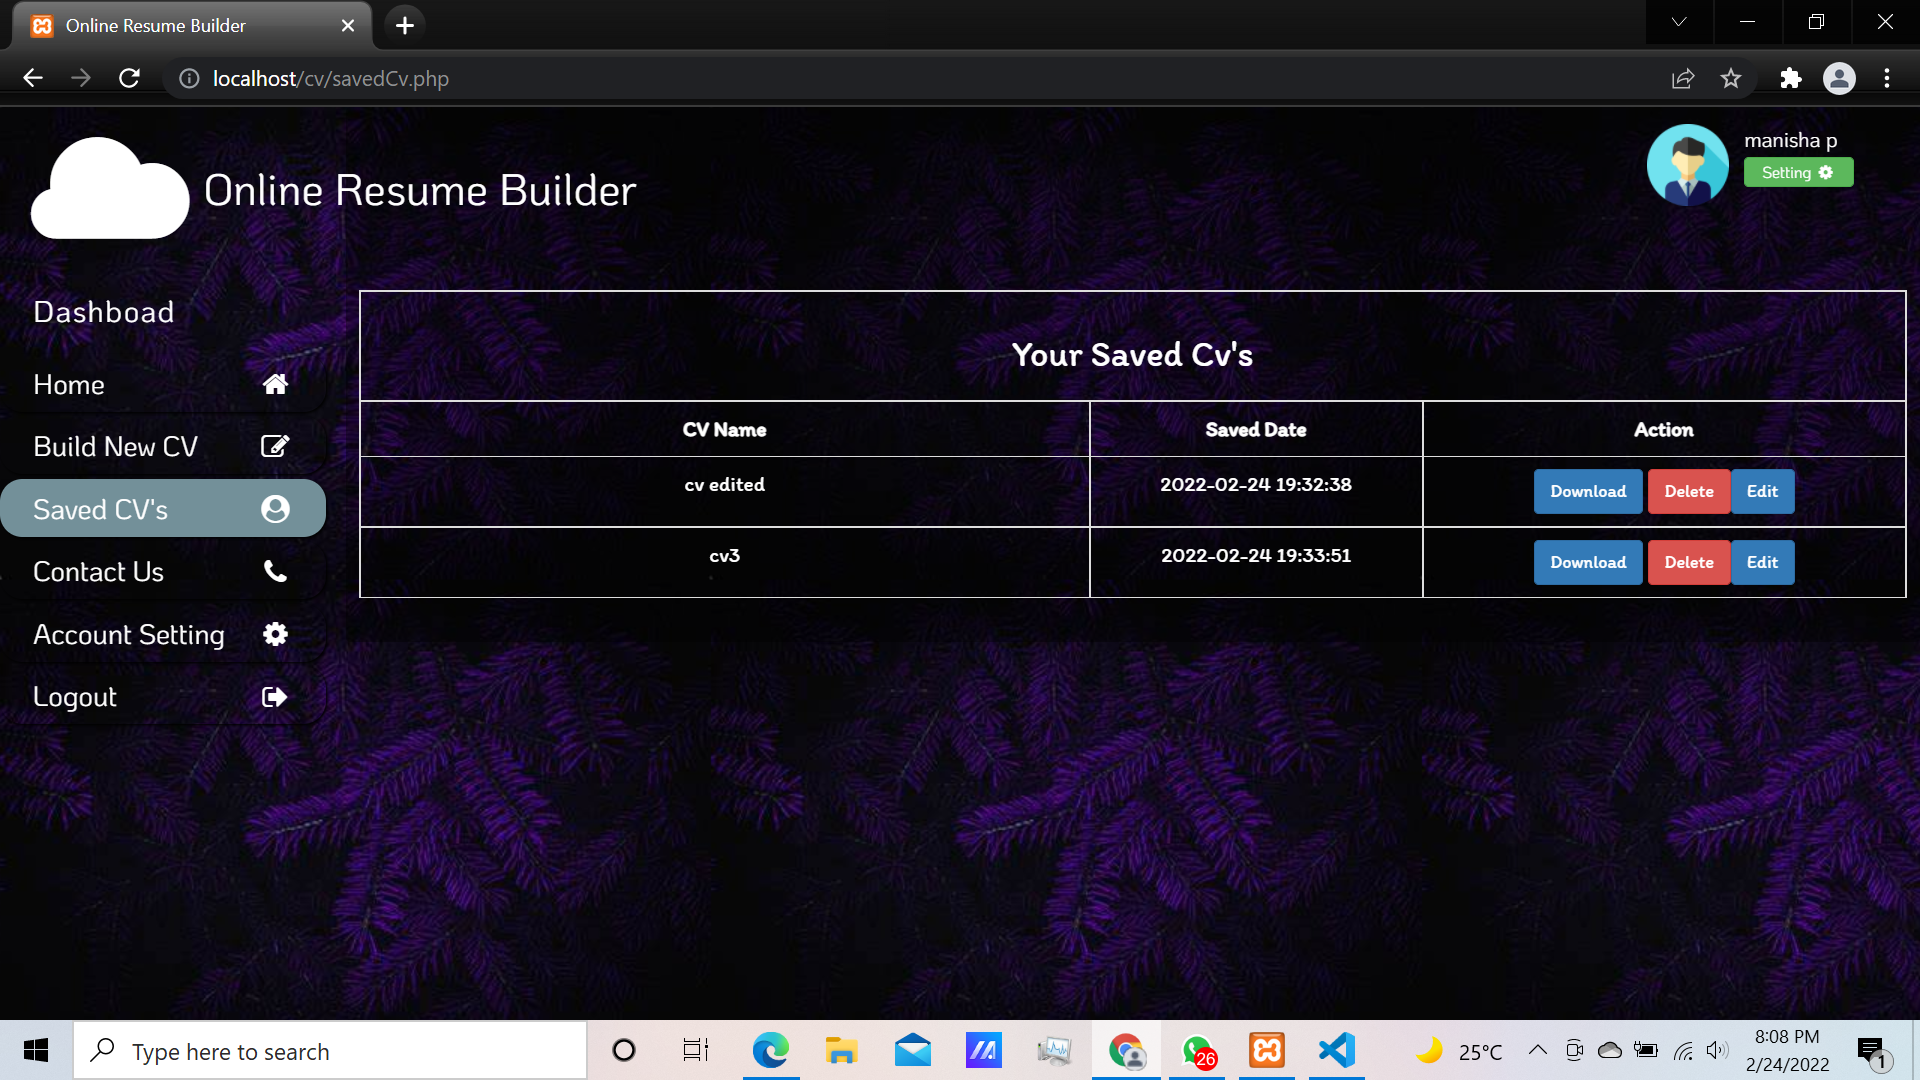 Online Resume Builder
localhost/cv/savedCv.php
manisha p
Setting
Online Resume Builder
Dashboad
Home
Build New CV
Saved CV's
Contact Us
Account Setting
Logout
Your Saved Cv's
CV Name Saved Date Action
cv edited 2022-02-24 19:32:38 Download Delete Edit
cv3 2022-02-24 19:33:51 Download Delete Edit
Type here to search
26
25°C
8:08 PM
2/24/2022
1